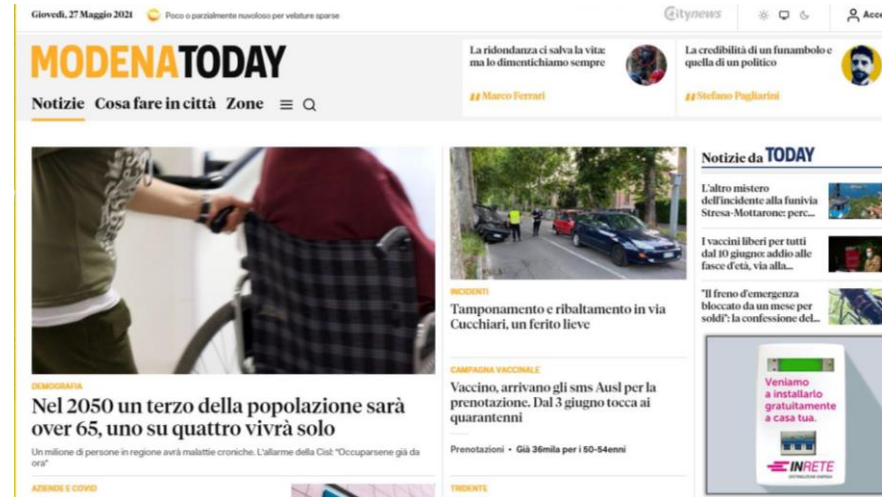 Giovedì, 27 Maggio 2021
Poco o parzialmente nuvoloso per velature sparse
Citynews
Acce
MODENATODAY
Notizie Cosa fare in città Zone
La ridondanza ci salva la vita:
ma lo dimentichiamo sempre
Marco Ferrari
La credibilità di un funambolo e
quella di un politico
Stefano Pagliarini
DEMOGRAFIA
Nel 2050 un terzo della popolazione sarà
over 65, uno su quattro vivrà solo
Un milione di persone in regione avrà malattie croniche. L'allarme della Cisl: "Occuparsene già da
ora"
AZIENDE E COVID
INCIDENTI
Tamponamento e ribaltamento in via
Cucchiari, un ferito lieve
CAMPAGNA VACCINALE
Vaccino, arrivano gli sms Ausl per la
prenotazione. Dal 3 giugno tocca ai
quarantenni
Prenotazioni • Già 36mila per i 50-54enni
TRIDENTE
Notizie da TODAY
L'altro mistero
dell'incidente alla funivia
Stresa-Mottarone: perc...
I vaccini liberi per tutti
dal 10 giugno: addio alle
fasce d'età, via alla...
"Il freno d'emergenza
bloccato da un mese per
soldi": la confessione del...
Veniamo
a installarlo
gratuitamente
a casa tua.
INRETE
DISTRIBUZIONE ENERGIA